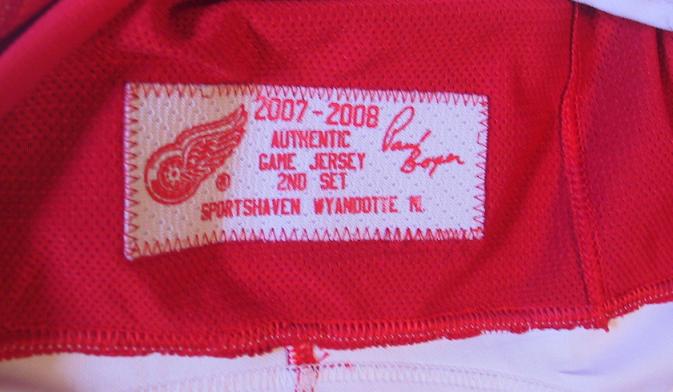 2007-2008
AUTHENTIC
GAME JERSEY
2ND SET
SPORTSHAVEN WYANDOTTE MI.
Paul Boyer
®